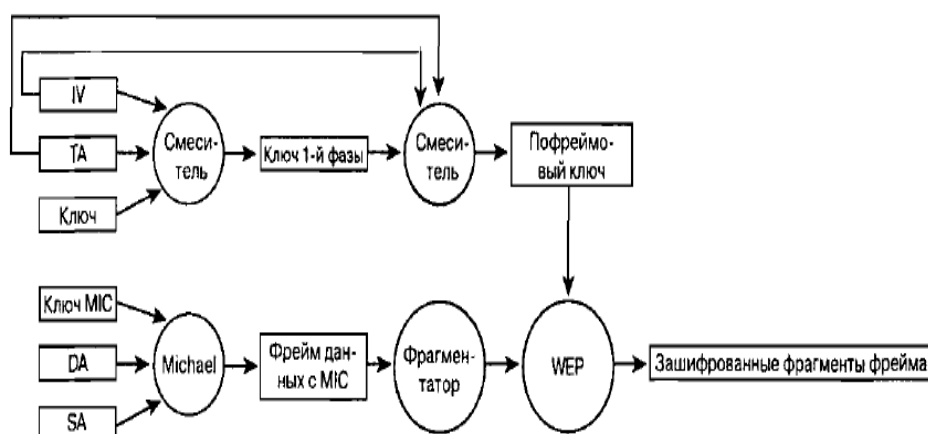 IV
TA
Ключ
Смеси-
тель
Ключ 1-й фазы
Смеси-
тель
Пофреймо-
вый ключ
Ключ MIC
DA
SA
Michael
Фрейм дан-
ных с MIC
Фрагмен-
татор
WEP
Зашифрованные фрагменты фрейма